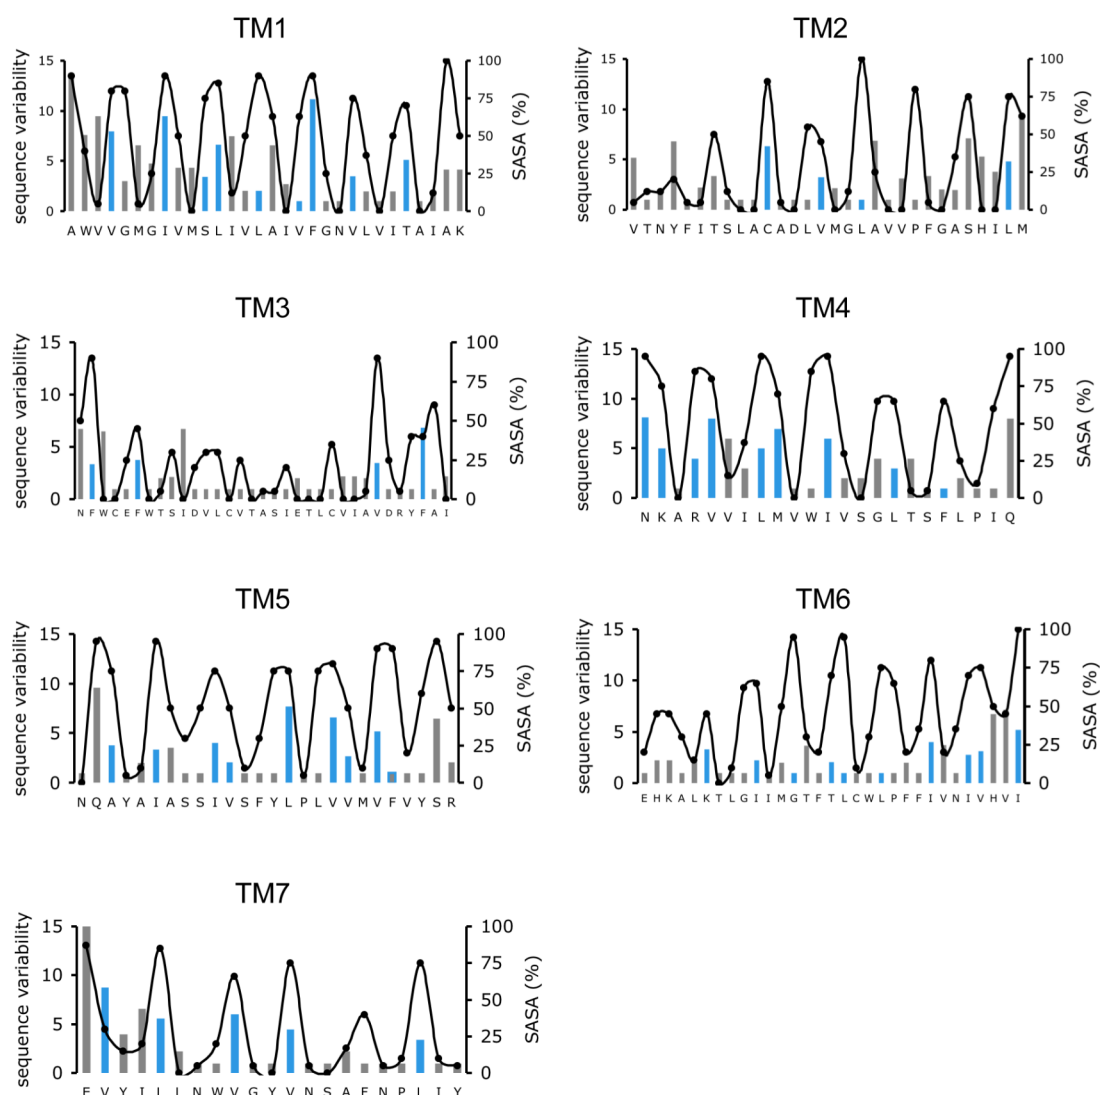 TM1
sequence variability
15
10
5
0
100
75
50
25
0
SASA (%)
A W V V G M G I V M S L I V L A I V F G N V L V I T A I A K
TM2
sequence variability
15
10
5
0
100
75
50
25
0
SASA (%)
V T N Y F I T S L A C A D L V M G L A V V P F G A S H I L M
TM3
sequence variability
15
10
5
0
100
75
50
25
0
SASA (%)
N F W C E F W T S I D V L C V T A S I E T L C V I A V D R Y F A I
TM4
sequence variability
15
10
5
0
100
75
50
25
0
SASA (%)
N K A R V V I L M V W I V S G L T S F L P I Q
TM5
sequence variability
15
10
5
0
100
75
50
25
0
SASA (%)
N Q A Y A I A S S I V S F Y L P L V V M V F V Y S R
TM6
sequence variability
15
10
5
0
100
75
50
25
0
SASA (%)
E H K A L K T L G I I M G T F T L C W L P F F I V N I V H V I
TM7
sequence variability
15
10
5
0
100
75
50
25
0
SASA (%)
E V Y I L L N W V G Y V N S A F N P L I Y